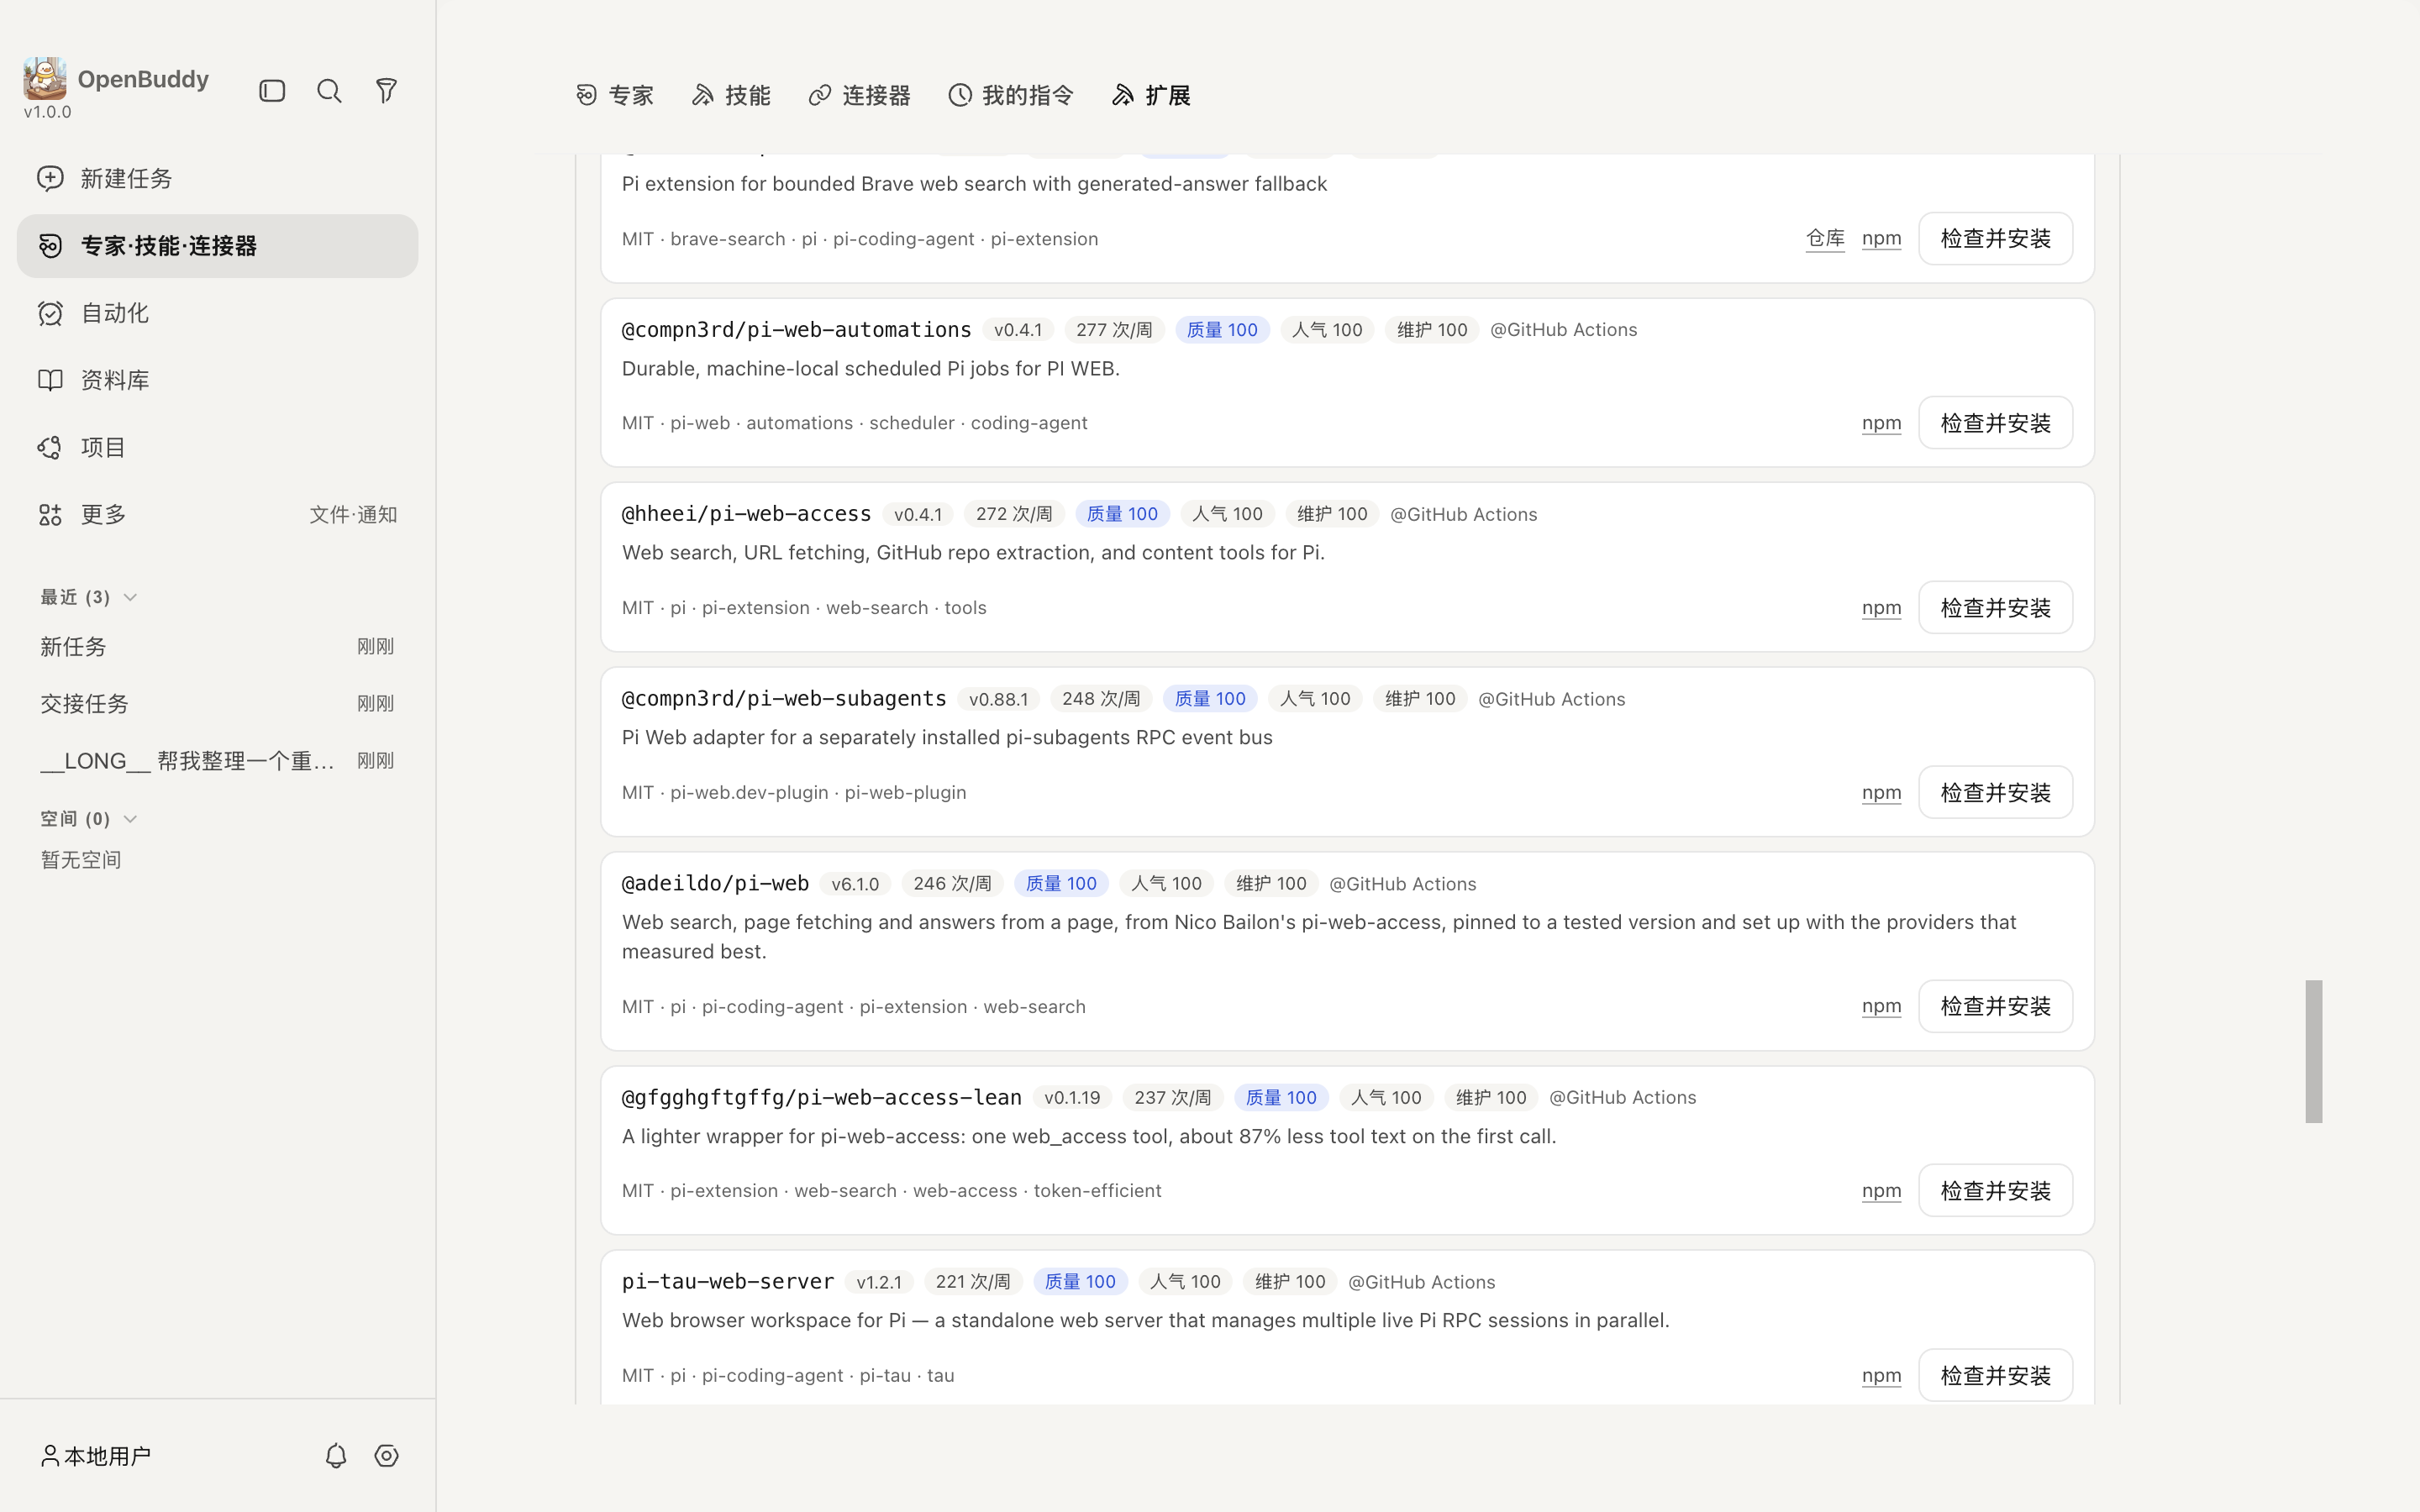 OpenBuddy
v1.0.0
新建任务
专家·技能·连接器
自动化
资料库
项目
更多 文件·通知
最近 (3)
新任务 刚刚
交接任务 刚刚
__LONG__ 帮我整理一个重… 刚刚
空间 (0)
暂无空间
本地用户
专家 技能 连接器 我的指令 扩展
Pi extension for bounded Brave web search with generated-answer fallback
MIT · brave-search · pi · pi-coding-agent · pi-extension 仓库 npm 检查并安装
@compn3rd/pi-web-automations v0.4.1 277 次/周 质量 100 人气 100 维护 100 @GitHub Actions
Durable, machine-local scheduled Pi jobs for PI WEB.
MIT · pi-web · automations · scheduler · coding-agent npm 检查并安装
@hheei/pi-web-access v0.4.1 272 次/周 质量 100 人气 100 维护 100 @GitHub Actions
Web search, URL fetching, GitHub repo extraction, and content tools for Pi.
MIT · pi · pi-extension · web-search · tools npm 检查并安装
@compn3rd/pi-web-subagents v0.88.1 248 次/周 质量 100 人气 100 维护 100 @GitHub Actions
Pi Web adapter for a separately installed pi-subagents RPC event bus
MIT · pi-web.dev-plugin · pi-web-plugin npm 检查并安装
@adeildo/pi-web v6.1.0 246 次/周 质量 100 人气 100 维护 100 @GitHub Actions
Web search, page fetching and answers from a page, from Nico Bailon's pi-web-access, pinned to a tested version and set up with the providers that
measured best.
MIT · pi · pi-coding-agent · pi-extension · web-search npm 检查并安装
@gfgghgftgffg/pi-web-access-lean v0.1.19 237 次/周 质量 100 人气 100 维护 100 @GitHub Actions
A lighter wrapper for pi-web-access: one web_access tool, about 87% less tool text on the first call.
MIT · pi-extension · web-search · web-access · token-efficient npm 检查并安装
pi-tau-web-server v1.2.1 221 次/周 质量 100 人气 100 维护 100 @GitHub Actions
Web browser workspace for Pi — a standalone web server that manages multiple live Pi RPC sessions in parallel.
MIT · pi · pi-coding-agent · pi-tau · tau npm 检查并安装